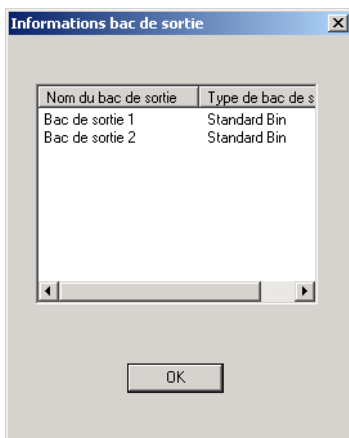 Informations bac de sortie
Nom du bac de sortie Type de bac de s
Bac de sortie 1 Standard Bin
Bac de sortie 2 Standard Bin
OK